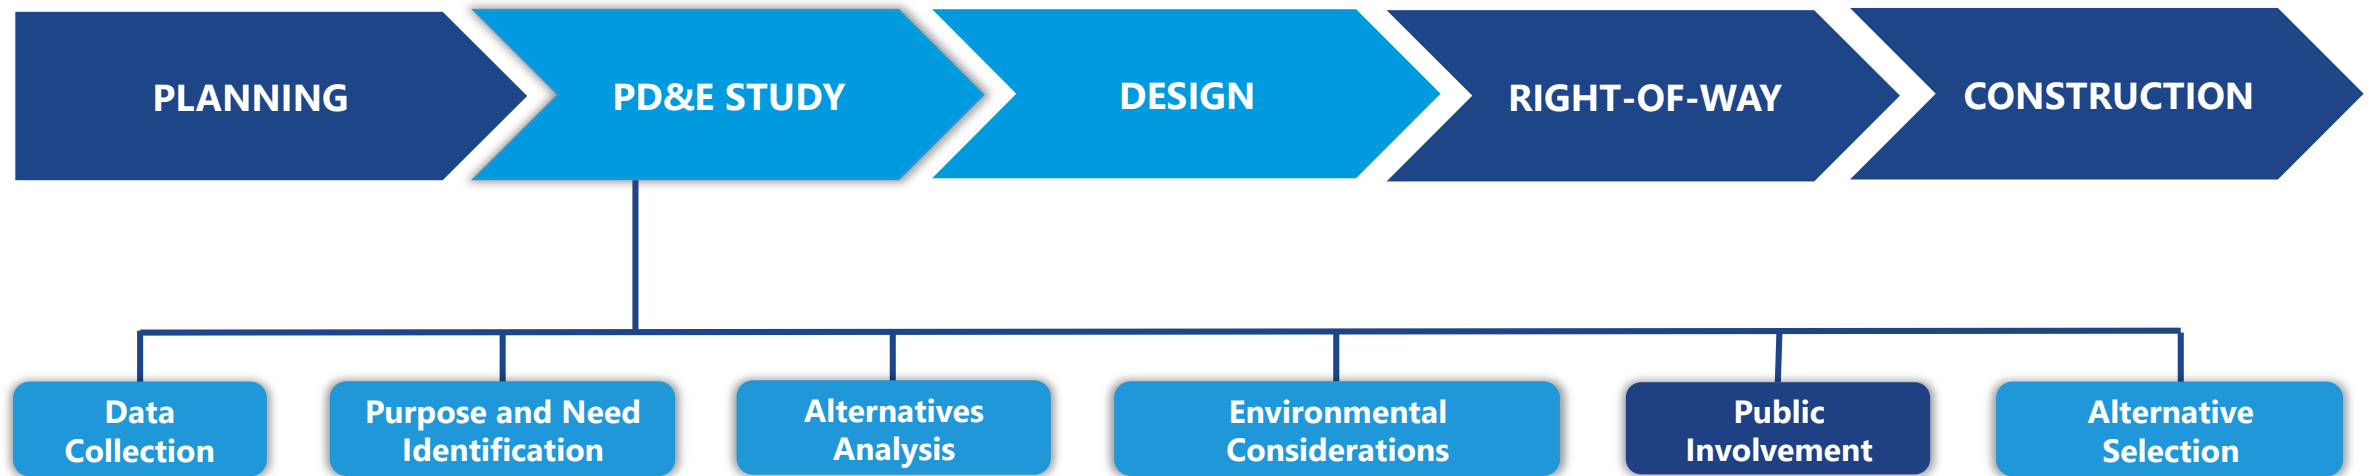 PLANNING
PD&E STUDY
DESIGN
RIGHT-OF-WAY
CONSTRUCTION
Data
Collection
Purpose and Need
Identification
Alternatives
Analysis
Environmental
Considerations
Public
Involvement
Alternative
Selection